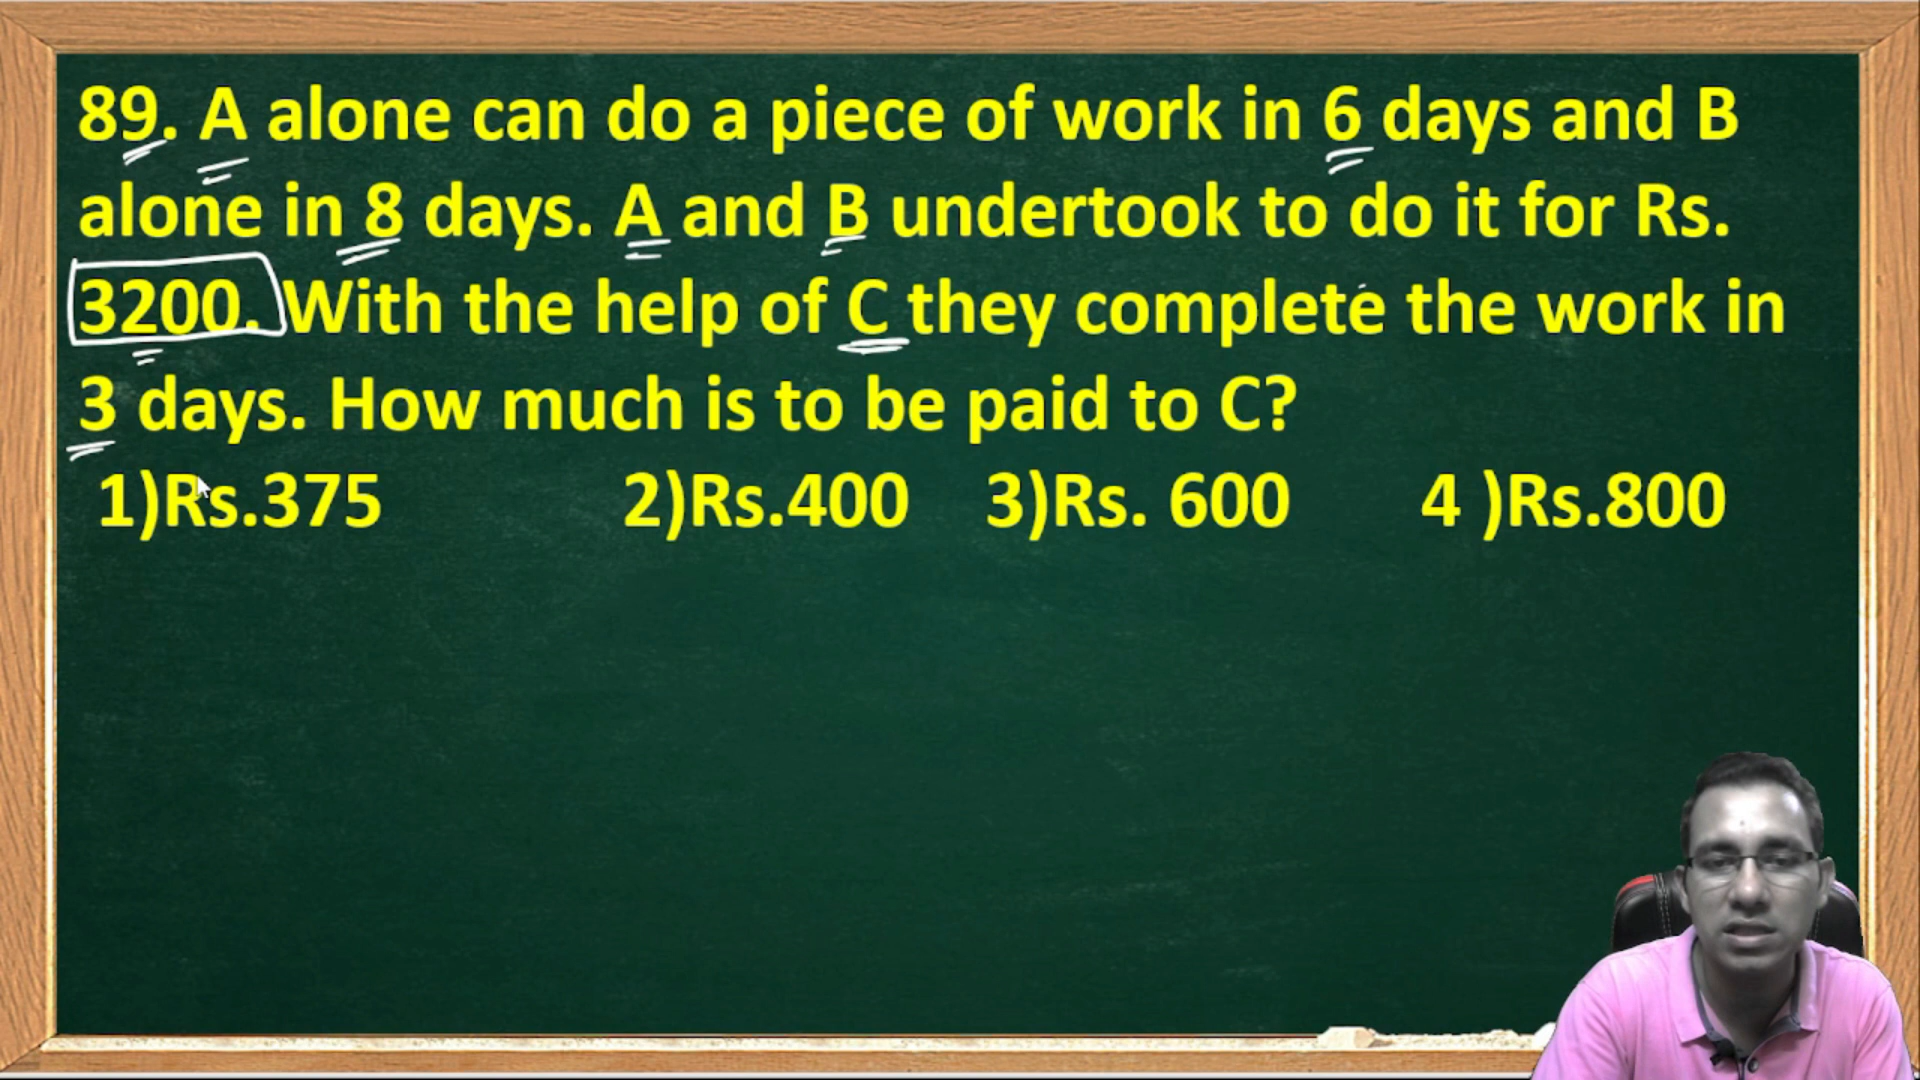 89. A alone can do a piece of work in 6 days and B
alone in 8 days. A and B undertook to do it for Rs.
3200. With the help of C they complete the work in
3 days. How much is to be paid to C?
1)Rs.375 2)Rs.400 3)Rs. 600 4 )Rs.800